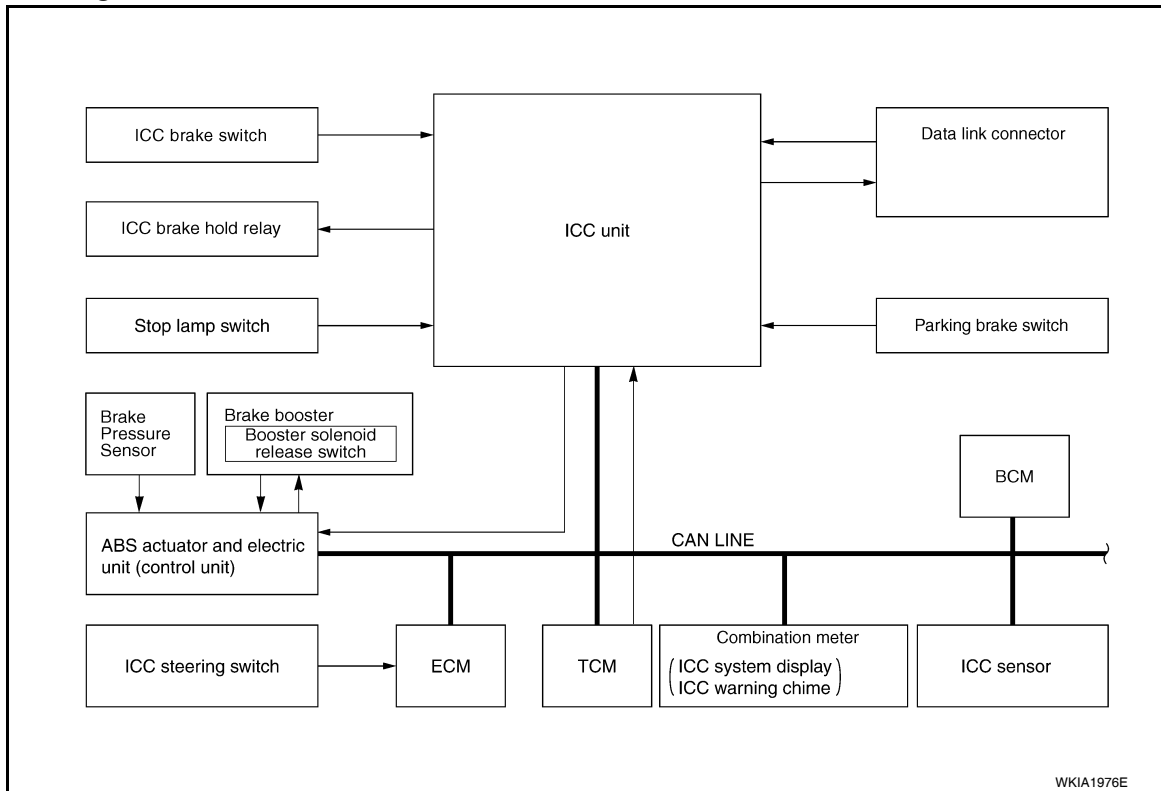 ICC brake switch
Data link connector
ICC brake hold relay
ICC unit
Stop lamp switch
Parking brake switch
Brake
Pressure
Sensor
Brake booster
Booster solenoid
release switch
BCM
ABS actuator and electric
unit (control unit)
CAN LINE
ICC steering switch
ECM
TCM
Combination meter
(ICC system display
ICC warning chime)
ICC sensor
WKIA1976E